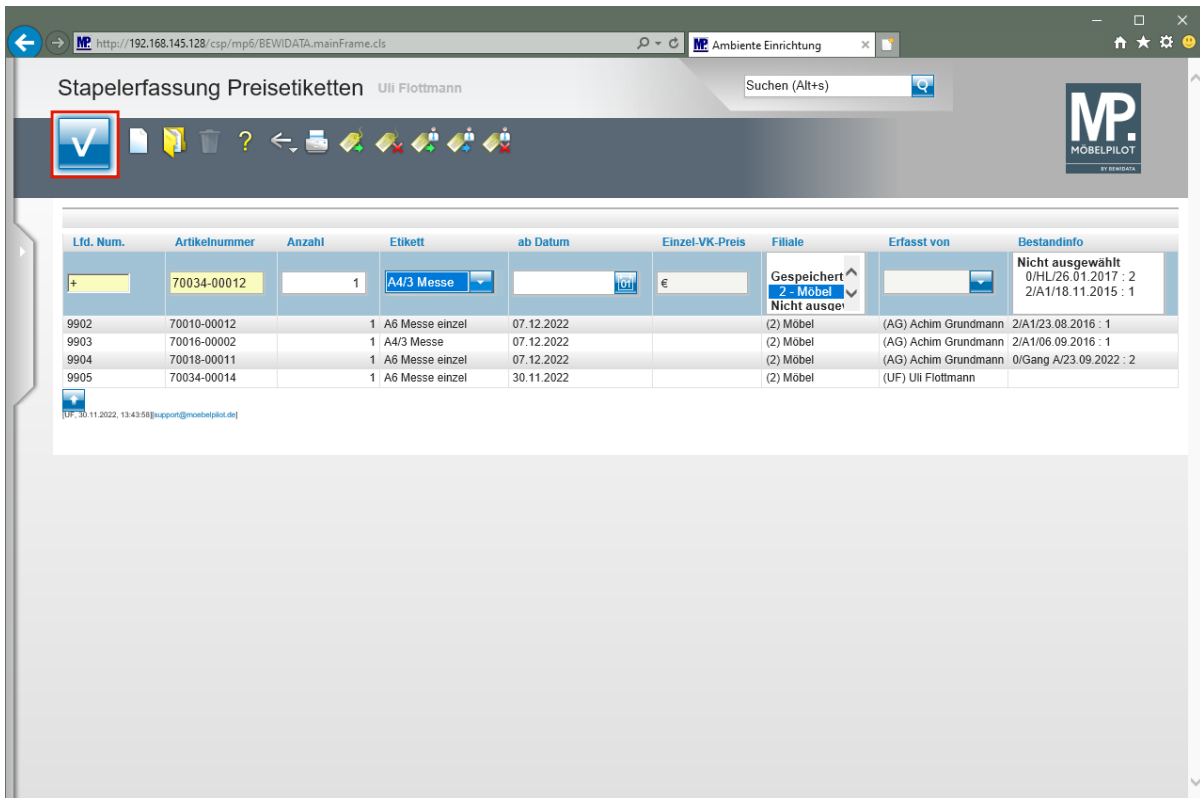 http://192.168.145.128/csp/mp6/BEWIDATA.mainFrame.cls
MP. Ambiente Einrichtung
Stapelerfassung Preisetiketten Uli Flottmann
Suchen (Alt+s)
MP.
MÖBELPILOT
BY BEWIDATA
Lfd. Num. Artikelnummer Anzahl Etikett ab Datum Einzel-VK-Preis Filiale Erfasst von Bestandinfo
+ 70034-00012 1 A4/3 Messe €
Gespeichert
2 - Möbel
Nicht ausgew
Nicht ausgewählt
0/HL/26.01.2017 : 2
2/A1/18.11.2015 : 1
9902 70010-00012 1 A6 Messe einzel 07.12.2022 (2) Möbel (AG) Achim Grundmann 2/A1/23.08.2016 : 1
9903 70016-00002 1 A4/3 Messe 07.12.2022 (2) Möbel (AG) Achim Grundmann 2/A1/06.09.2016 : 1
9904 70018-00011 1 A6 Messe einzel 07.12.2022 (2) Möbel (AG) Achim Grundmann 0/Gang A/23.09.2022 : 2
9905 70034-00014 1 A6 Messe einzel 30.11.2022 (2) Möbel (UF) Uli Flottmann
[UF, 30.11.2022, 13:43:58][support@moebelpilot.de]